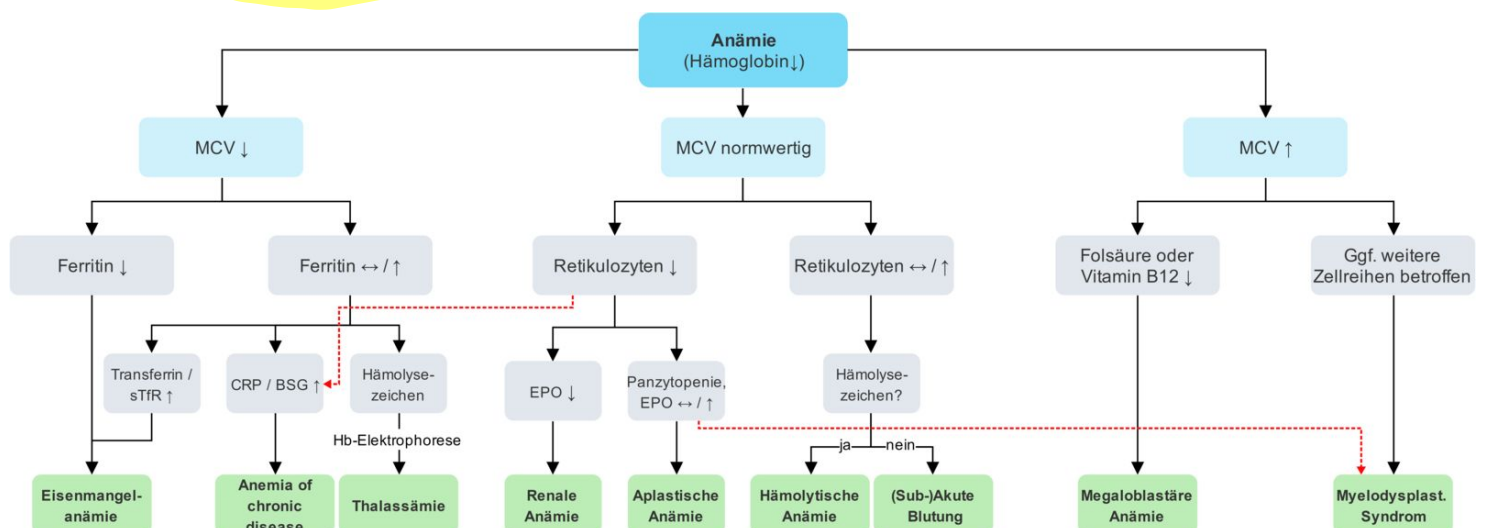 Anämie
(Hämoglobin↓)
MCV ↓
MCV normwertig
MCV ↑
Ferritin ↓
Ferritin ↔ / ↑
Retikulozyten ↓
Retikulozyten ↔ / ↑
Folsäure oder
Vitamin B12 ↓
Ggf. weitere
Zellreihen betroffen
Transferrin /
sTfR ↑
CRP / BSG ↑
Hämolyse-
zeichen
EPO ↓
Panzytopenie,
EPO ↔ / ↑
Hämolyse-
zeichen?
Hb-Elektrophorese
ja
nein
Eisenmangel-
anämie
Anemia of
chronic
disease
Thalassämie
Renale
Anämie
Aplastische
Anämie
Hämolytische
Anämie
(Sub-)Akute
Blutung
Megaloblastäre
Anämie
Myelodysplast.
Syndrom